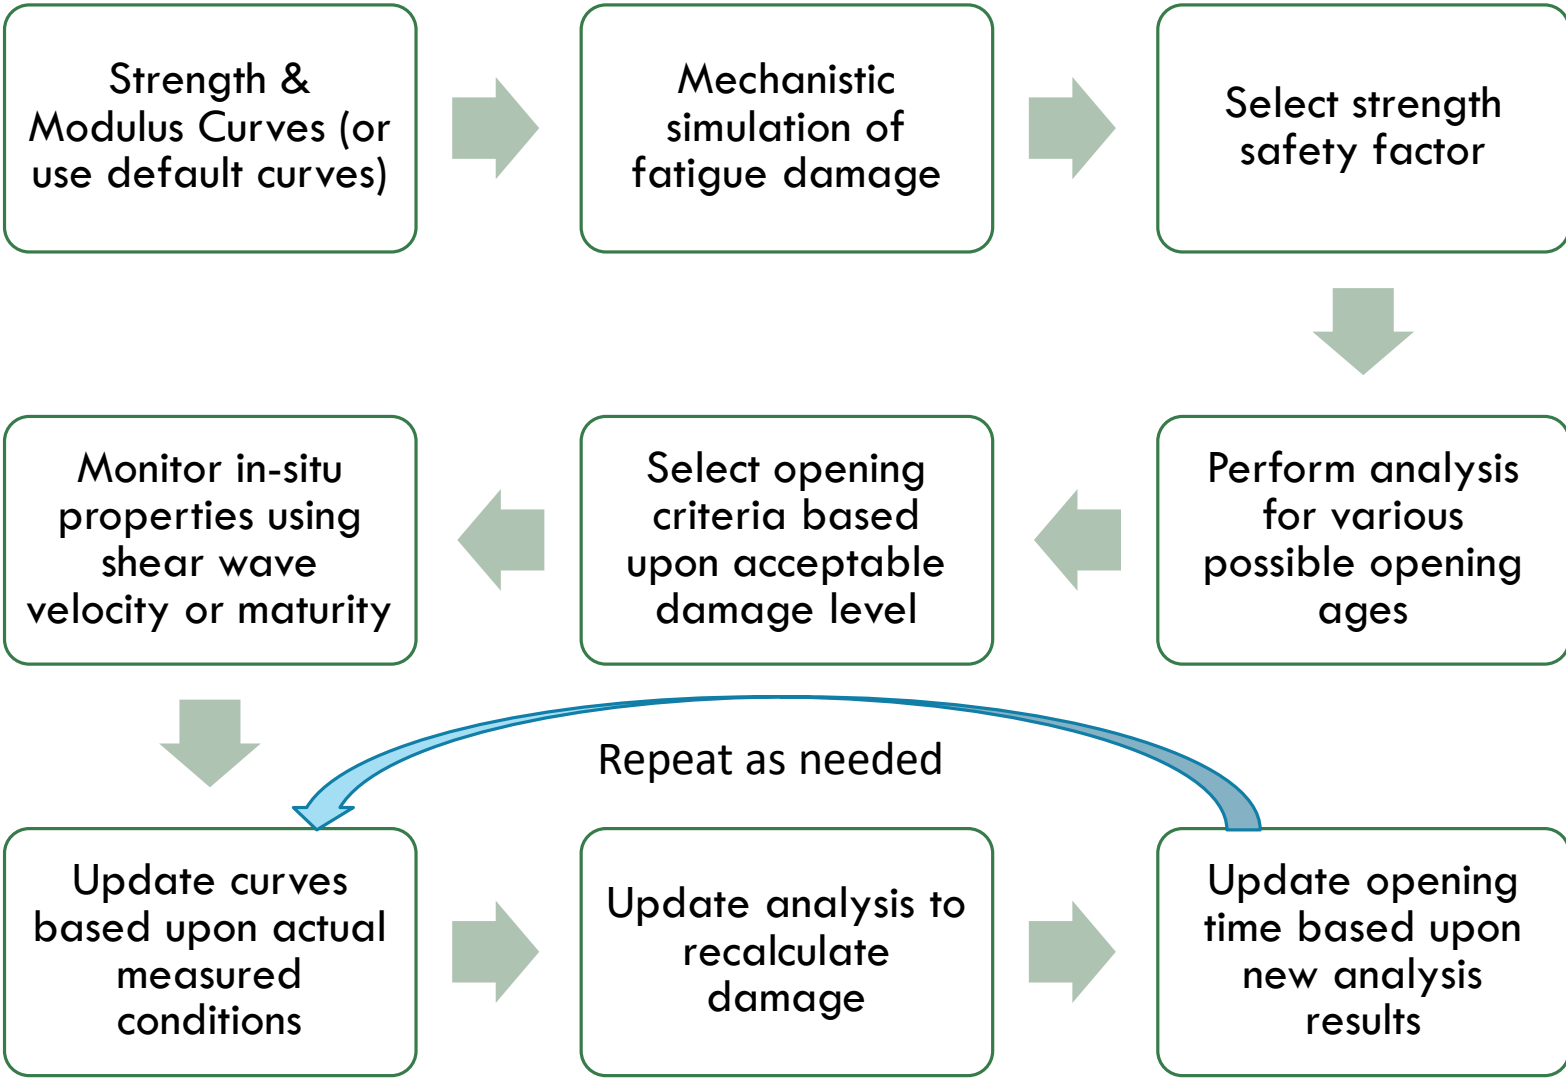 Strength &
Modulus Curves (or
use default curves)
Mechanistic
simulation of
fatigue damage
Select strength
safety factor
Perform analysis
for various
possible opening
ages
Select opening
criteria based
upon acceptable
damage level
Monitor in-situ
properties using
shear wave
velocity or maturity
Repeat as needed
Update curves
based upon actual
measured
conditions
Update analysis to
recalculate
damage
Update opening
time based upon
new analysis
results